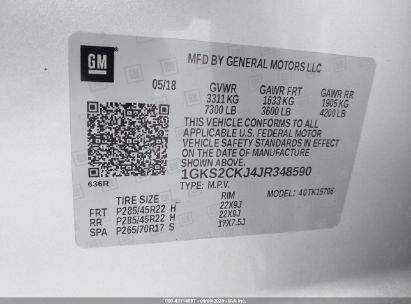 GM
MFD BY GENERAL MOTORS LLC
05/18
GVWR GAWR FRT GAWR RR
3311 KG 1633 KG 1905 KG
7300 LB 3600 LB 4200 LB
THIS VEHICLE CONFORMS TO ALL
APPLICABLE U.S. FEDERAL MOTOR
VEHICLE SAFETY STANDARDS IN EFFECT ON
THE DATE OF MANUFACTURE
SHOWN ABOVE.
1GKS2CKJ4JR348590
TYPE: M.P.V. MODEL: 4GTK15706
636R
TIRE SIZE RIM
FRT P285/45R22 H 22X9J
RR P285/45R22 H 22X9J
SPA P265/70R17 S 17X7.5J